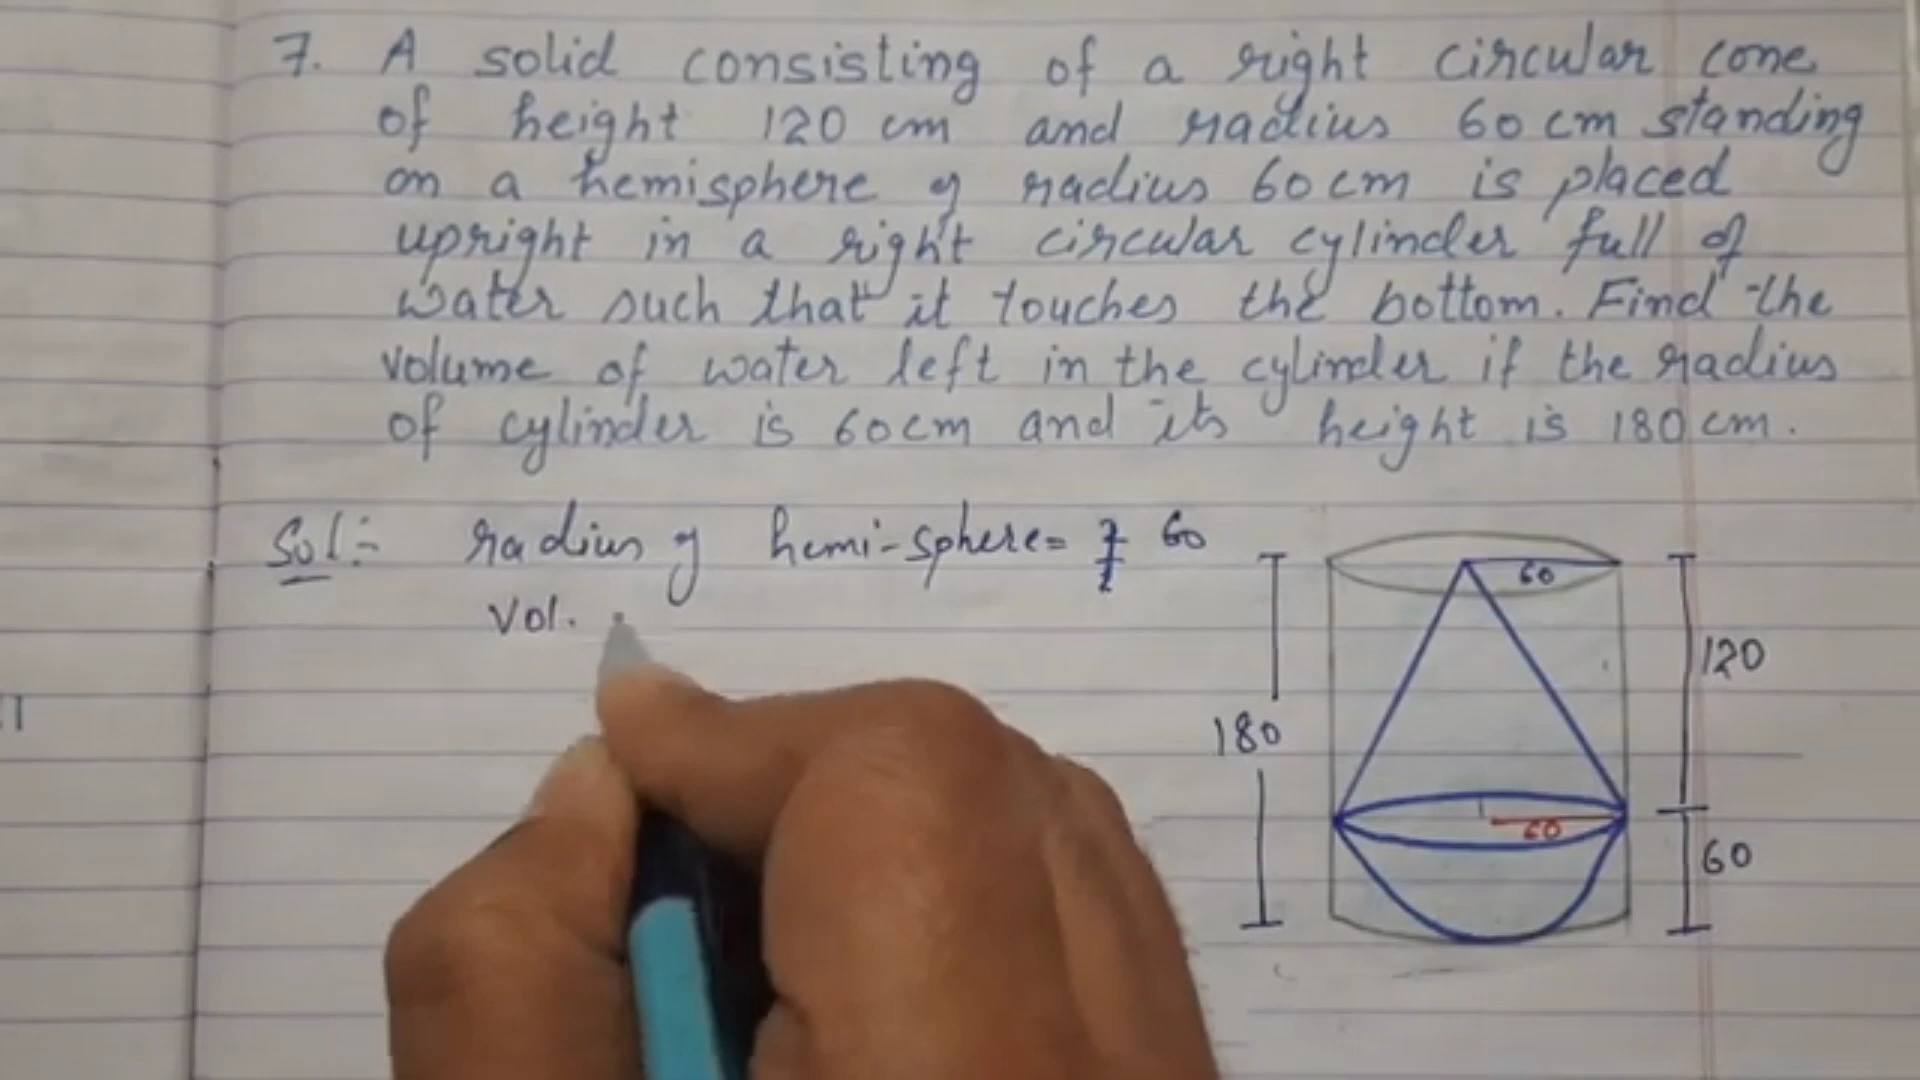 7. A solid consisting of a right circular cone
of height 120 cm and radius 60 cm standing
on a hemisphere of radius 60 cm is placed
upright in a right circular cylinder full of
water such that it touches the bottom. Find the
volume of water left in the cylinder if the radius
of cylinder is 60 cm and its height is 180 cm.
Sol:- radius of hemi-sphere = 60
Vol.
60
120
180
60
60